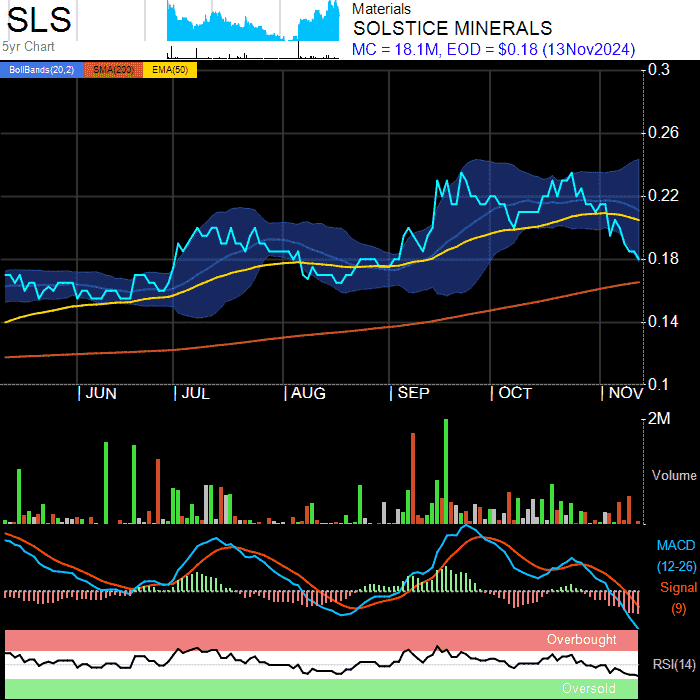 SLS
5yr Chart
Materials
SOLSTICE MINERALS
MC = 18.1M, EOD = $0.18 (13Nov2024)
BollBands(20,2) SMA(200) EMA(50)
0.3
0.26
0.22
0.18
0.14
0.1
JUN JUL AUG SEP OCT NOV
2M
Volume
MACD
(12-26)
Signal
(9)
Overbought
RSI(14)
Oversold